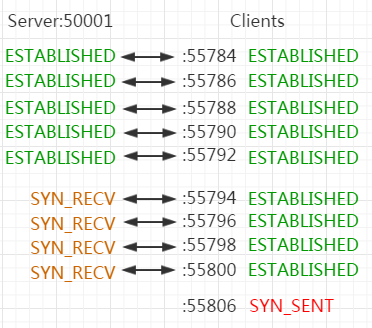 Server:50001 Clients
ESTABLISHED :55784 ESTABLISHED
ESTABLISHED :55786 ESTABLISHED
ESTABLISHED :55788 ESTABLISHED
ESTABLISHED :55790 ESTABLISHED
ESTABLISHED :55792 ESTABLISHED
SYN_RECV :55794 ESTABLISHED
SYN_RECV :55796 ESTABLISHED
SYN_RECV :55798 ESTABLISHED
SYN_RECV :55800 ESTABLISHED
:55806 SYN_SENT